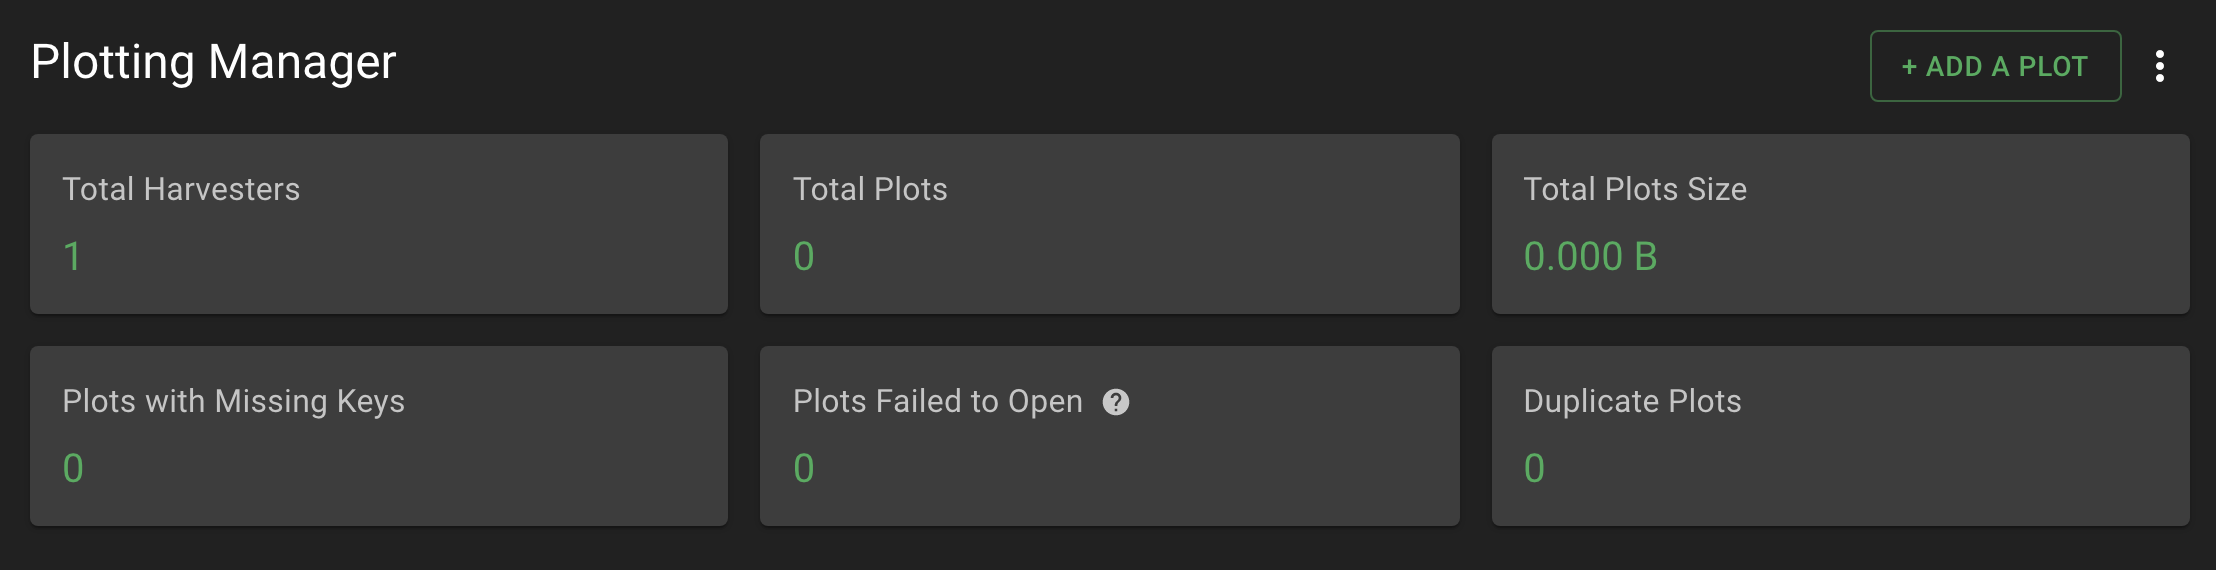 Plotting Manager
+ ADD A PLOT
Total Harvesters
1
Total Plots
0
Total Plots Size
0.000 B
Plots with Missing Keys
0
Plots Failed to Open ?
0
Duplicate Plots
0